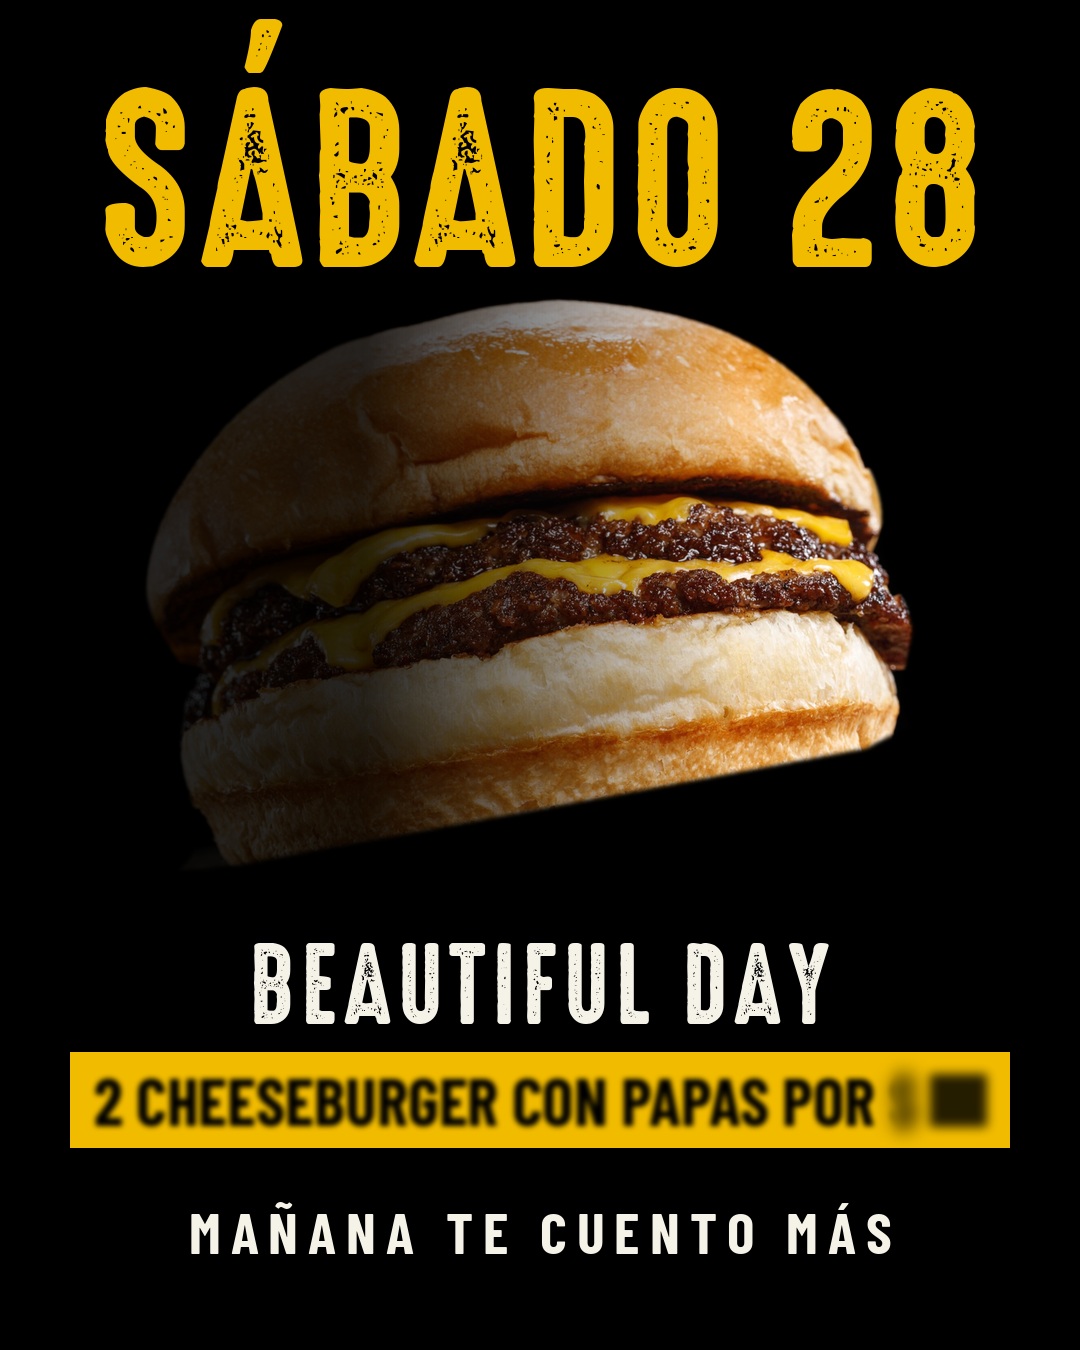 SÁBADO 28
BEAUTIFUL DAY
2 CHEESEBURGER CON PAPAS POR $
MAÑANA TE CUENTO MÁS